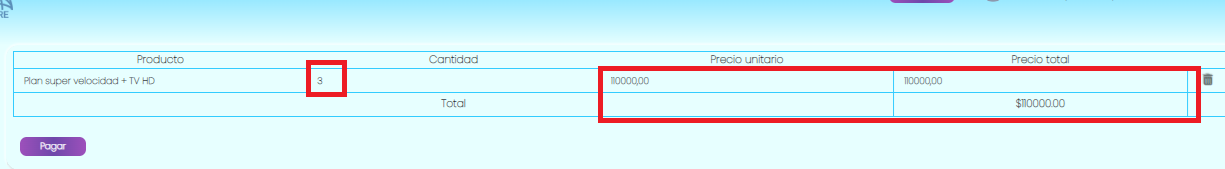 RE
Producto Cantidad Precio unitario Precio total
Plan super velocidad + TV HD 3 110000,00 110000,00
Total $110000.00
Pagar